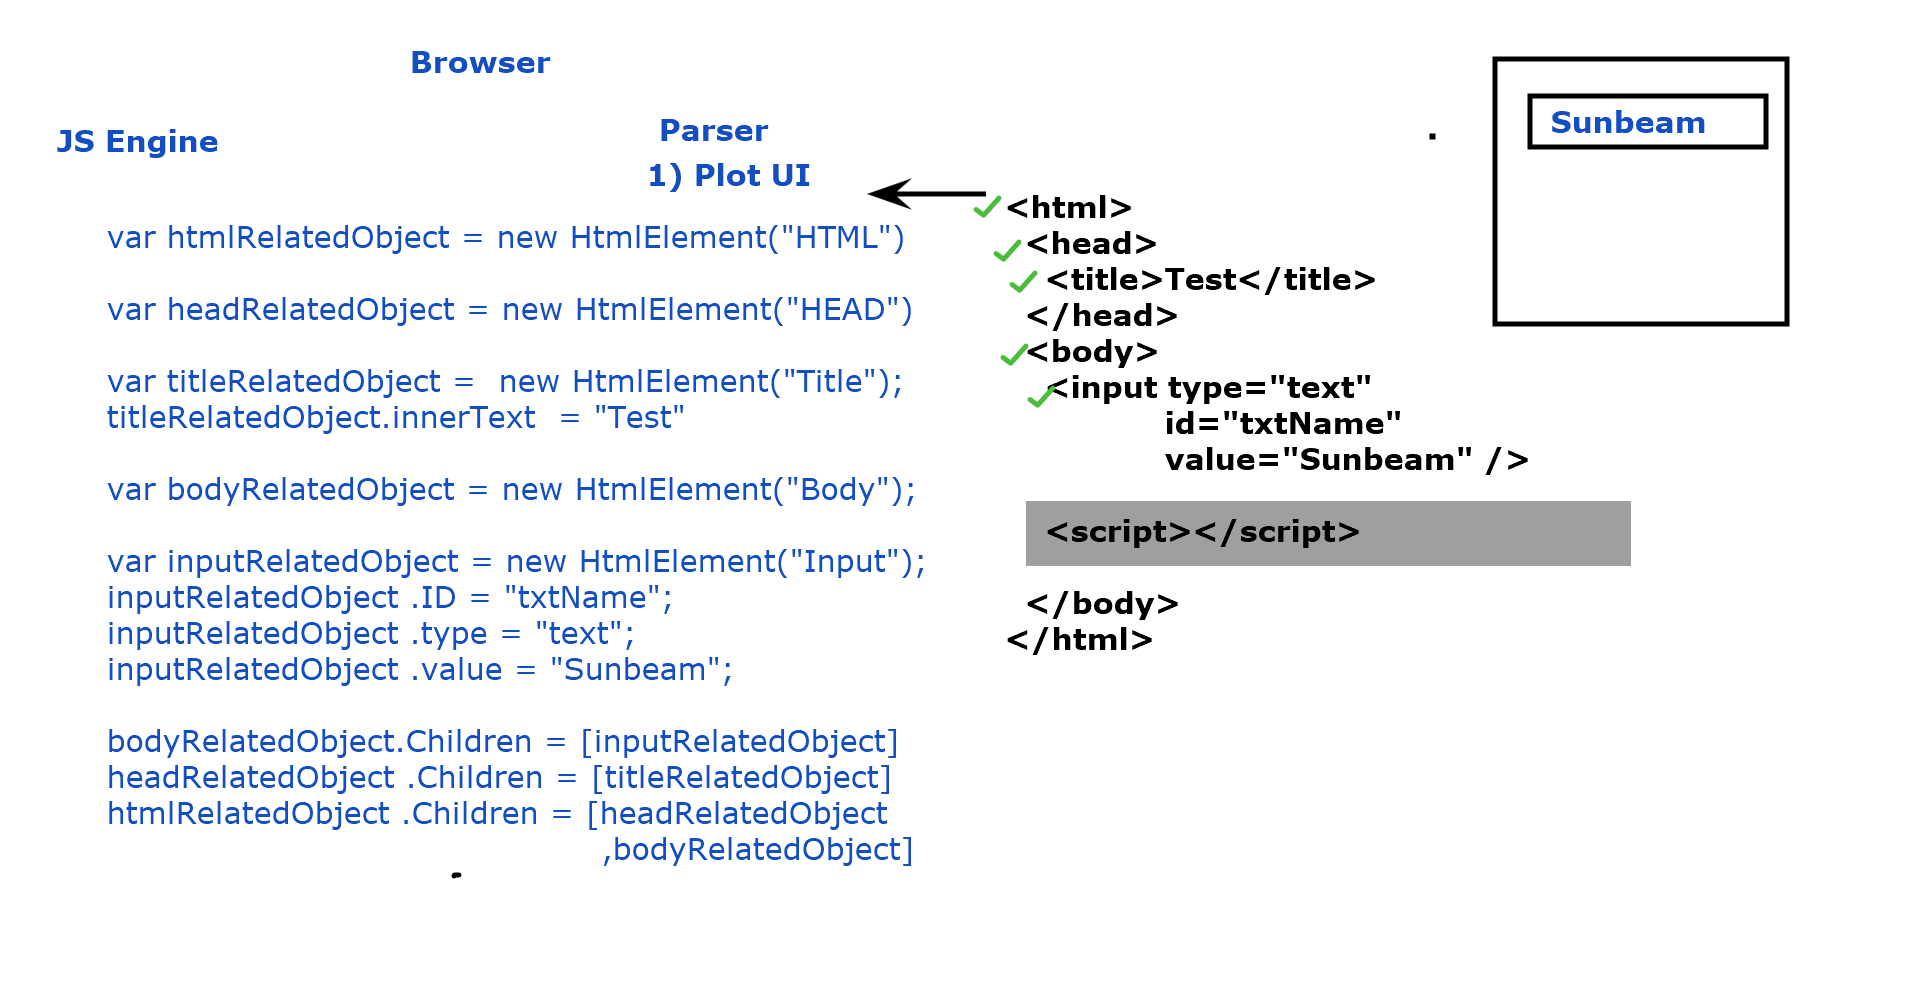 Browser
JS Engine
Parser
1) Plot UI
var htmlRelatedObject = new HtmlElement("HTML")
var headRelatedObject = new HtmlElement("HEAD")
var titleRelatedObject =  new HtmlElement("Title");
titleRelatedObject.innerText  = "Test"
var bodyRelatedObject = new HtmlElement("Body");
var inputRelatedObject = new HtmlElement("Input");
inputRelatedObject .ID = "txtName";
inputRelatedObject .type = "text";
inputRelatedObject .value = "Sunbeam";
bodyRelatedObject.Children = [inputRelatedObject]
headRelatedObject .Children = [titleRelatedObject]
htmlRelatedObject .Children = [headRelatedObject
,bodyRelatedObject]
<html>
<head>
<title>Test</title>
</head>
<body>
<input type="text"
id="txtName"
value="Sunbeam" />
<script></script>
</body>
</html>
Sunbeam